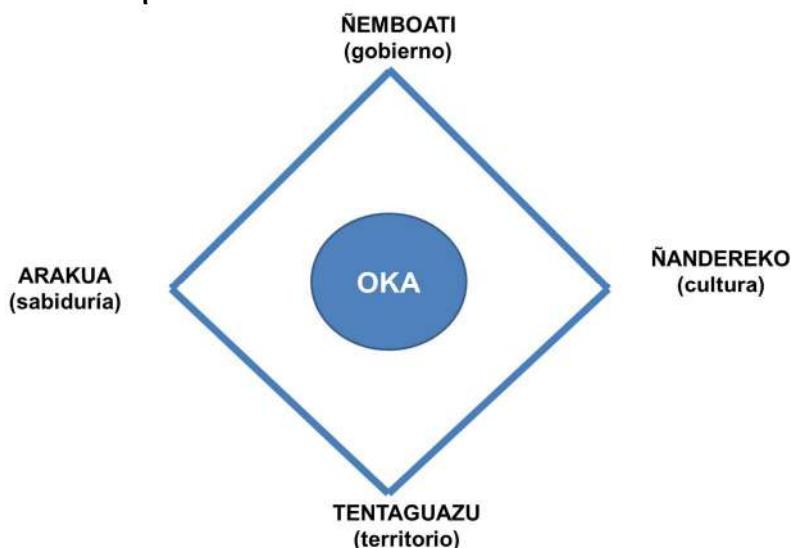 ÑEMBOATI
(gobierno)
ARAKUA
(sabiduría)
OKA
ÑANDEREKO
(cultura)
TENTAGUAZU
(territorio)